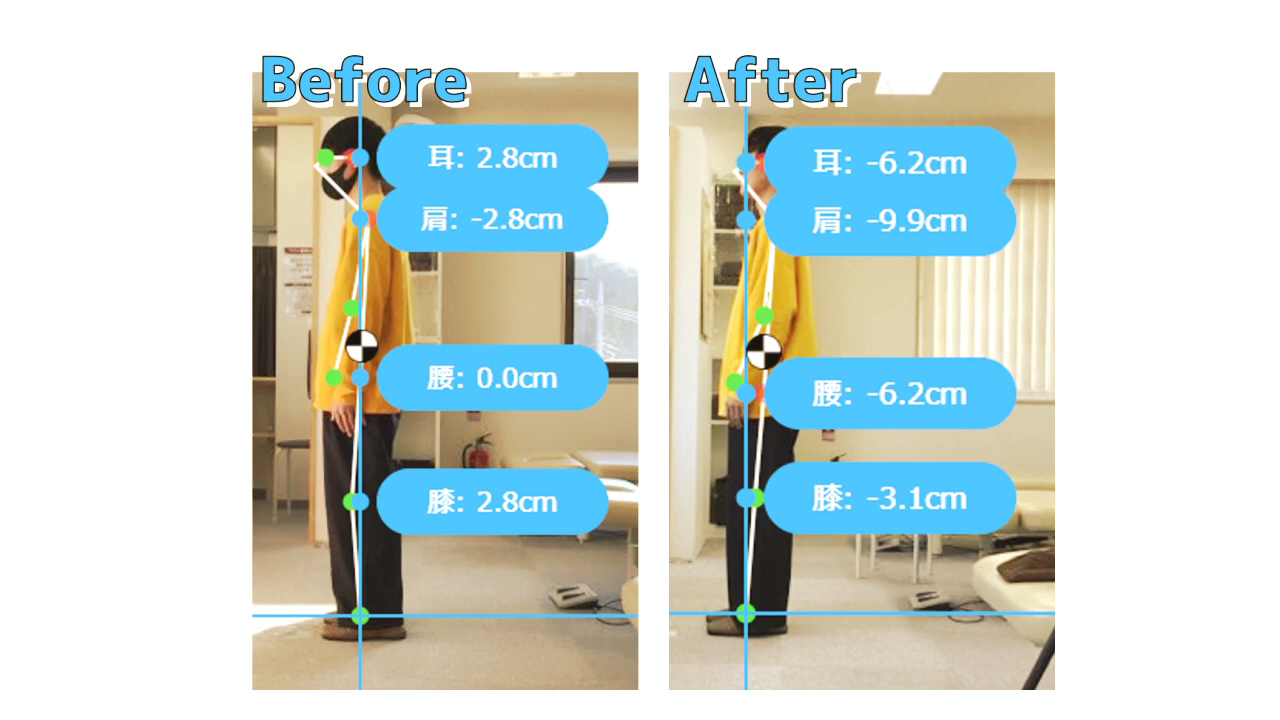 Before
耳: 2.8cm
肩: -2.8cm
腰: 0.0cm
膝: 2.8cm
After
耳: -6.2cm
肩: -9.9cm
腰: -6.2cm
膝: -3.1cm